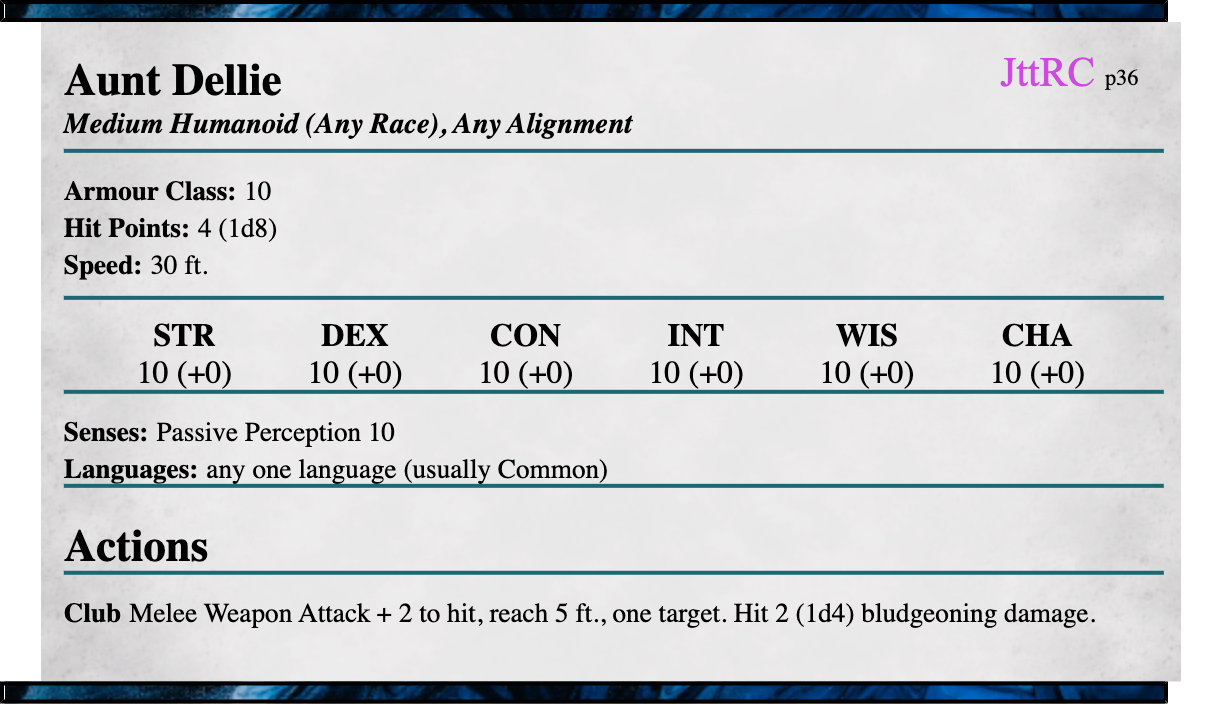 Aunt Dellie
JttRC p36
Medium Humanoid (Any Race), Any Alignment
Armour Class: 10
Hit Points: 4 (1d8)
Speed: 30 ft.
STR DEX CON INT WIS CHA
10 (+0) 10 (+0) 10 (+0) 10 (+0) 10 (+0) 10 (+0)
Senses: Passive Perception 10
Languages: any one language (usually Common)
Actions
Club Melee Weapon Attack + 2 to hit, reach 5 ft., one target. Hit 2 (1d4) bludgeoning damage.